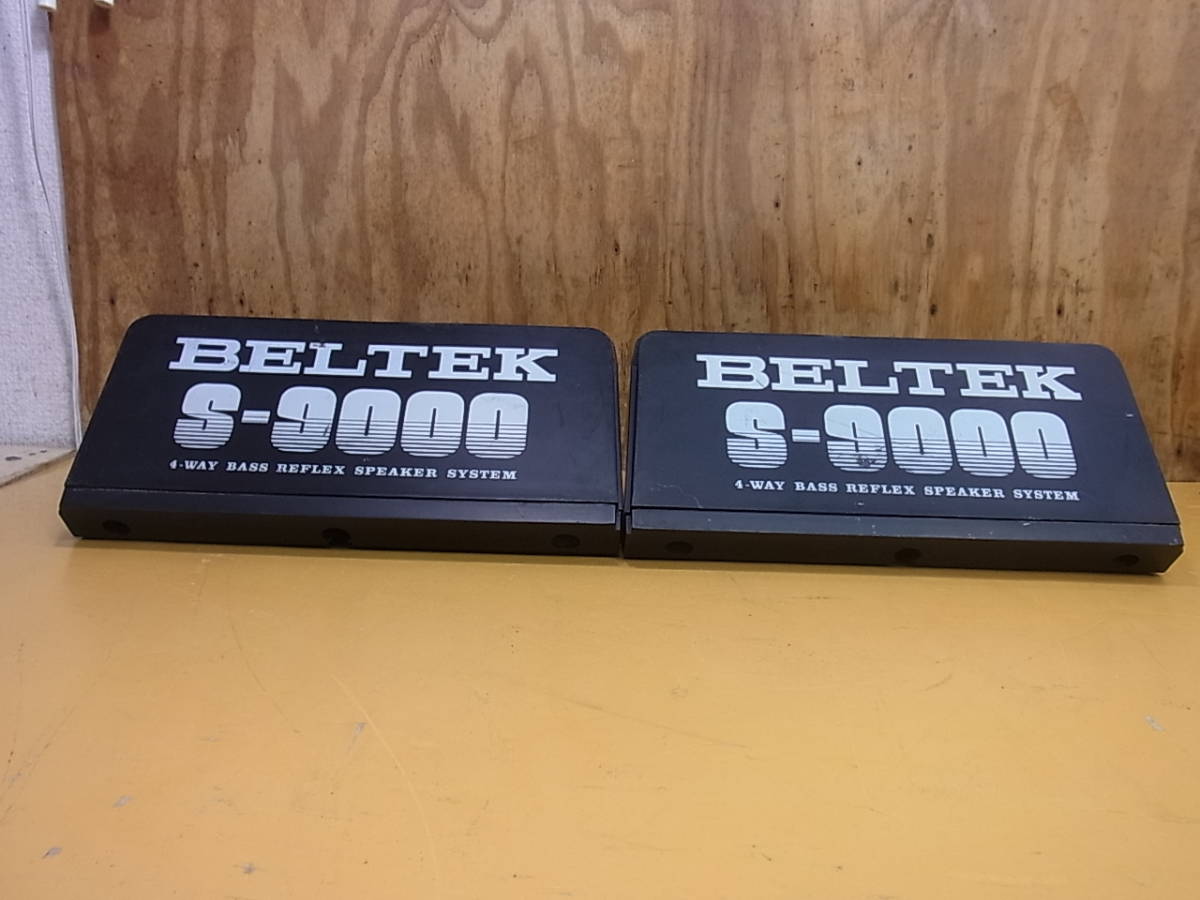 BELTEK
S-9000
4-WAY BASS REFLEX SPEAKER SYSTEM
BELTEK
S-9000
4-WAY BASS REFLEX SPEAKER SYSTEM